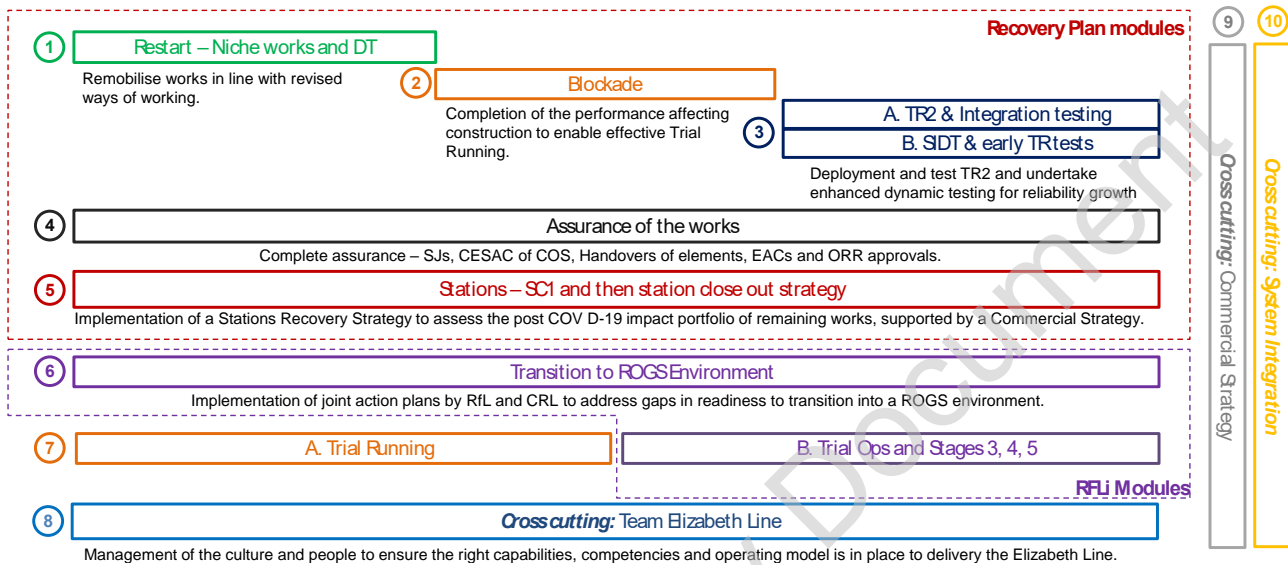 Recovery Plan modules
1
Restart – Niche works and DT
Remobilise works in line with revised
ways of working.
2
Blockade
Completion of the performance affecting
construction to enable effective Trial
Running.
3
A. TR2 & Integration testing
B. SIDT & early TR tests
Deployment and test TR2 and undertake
enhanced dynamic testing for reliability growth
4
Assurance of the works
Complete assurance – SJs, CESAC of COS, Handovers of elements, EACs and ORR approvals.
5
Stations – SC1 and then station close out strategy
Implementation of a Stations Recovery Strategy to assess the post COV D-19 impact portfolio of remaining works, supported by a Commercial Strategy.
6
Transition to ROGS Environment
Implementation of joint action plans by RfL and CRL to address gaps in readiness to transition into a ROGS environment.
7
A. Trial Running
B. Trial Ops and Stages 3, 4, 5
RFLi Modules
8
Cross cutting: Team Elizabeth Line
Management of the culture and people to ensure the right capabilities, competencies and operating model is in place to delivery the Elizabeth Line.
9
Cross cutting: Commercial Strategy
10
Cross cutting: System Integration
Document